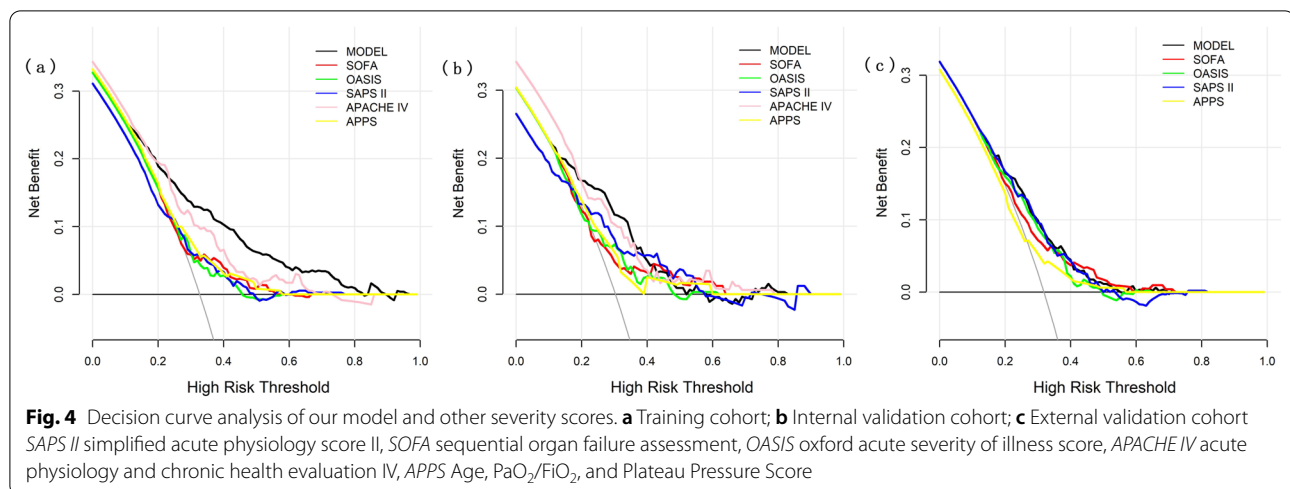 (a)
MODEL
SOFA
OASIS
SAPS II
APACHE IV
APPS
Net Benefit
0.3
0.2
0.1
0.0
0.0 0.2 0.4 0.6 0.8 1.0
High Risk Threshold
(b)
MODEL
SOFA
OASIS
SAPS II
APACHE IV
APPS
Net Benefit
0.3
0.2
0.1
0.0
0.0 0.2 0.4 0.6 0.8 1.0
High Risk Threshold
(c)
MODEL
SOFA
OASIS
SAPS II
APPS
Net Benefit
0.3
0.2
0.1
0.0
0.0 0.2 0.4 0.6 0.8 1.0
High Risk Threshold
Fig. 4 Decision curve analysis of our model and other severity scores. a Training cohort; b Internal validation cohort; c External validation cohort
SAPS II simplified acute physiology score II, SOFA sequential organ failure assessment, OASIS oxford acute severity of illness score, APACHE IV acute
physiology and chronic health evaluation IV, APPS Age, PaO₂/FiO₂, and Plateau Pressure Score